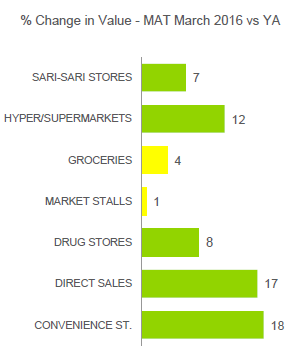 % Change in Value - MAT March 2016 vs YA
SARI-SARI STORES 7
HYPER/SUPERMARKETS 12
GROCERIES 4
MARKET STALLS 1
DRUG STORES 8
DIRECT SALES 17
CONVENIENCE ST. 18